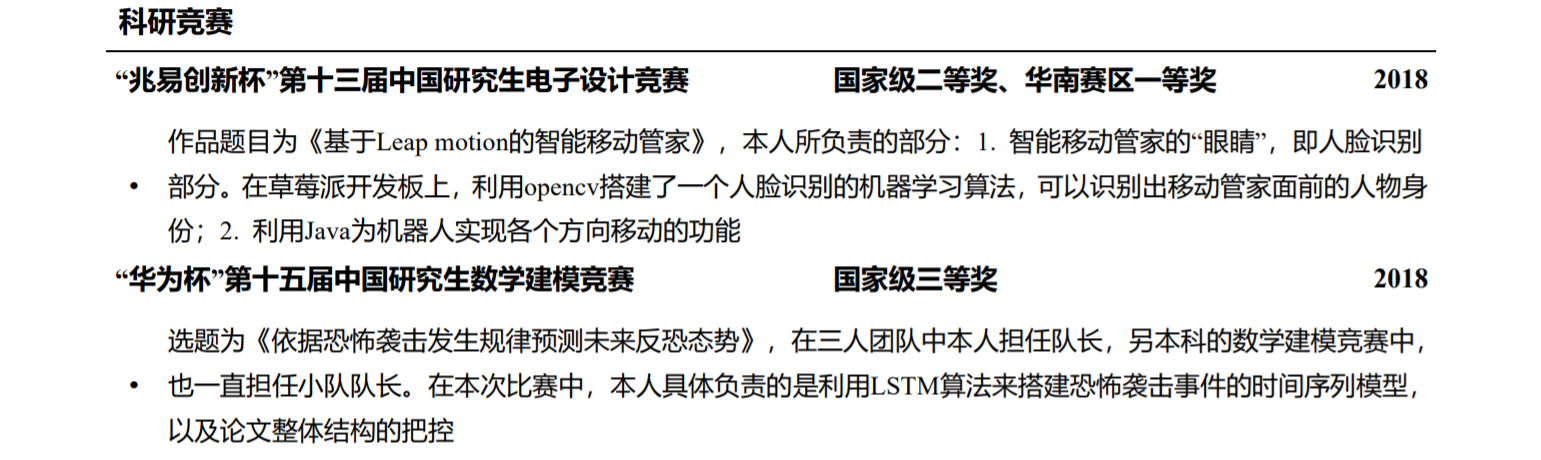 科研竞赛
“兆易创新杯”第十三届中国研究生电子设计竞赛 国家级二等奖、华南赛区一等奖 2018
作品题目为《基于Leap motion的智能移动管家》，本人所负责的部分：1. 智能移动管家的“眼睛”，即人脸识别
• 部分。在草莓派开发板上，利用opencv搭建了一个人脸识别的机器学习算法，可以识别出移动管家面前的人物身
份；2. 利用Java为机器人实现各个方向移动的功能
“华为杯”第十五届中国研究生数学建模竞赛 国家级三等奖 2018
选题为《依据恐怖袭击发生规律预测未来反恐态势》，在三人团队中本人担任队长，另本科的数学建模竞赛中，
• 也一直担任小队队长。在本次比赛中，本人具体负责的是利用LSTM算法来搭建恐怖袭击事件的时间序列模型，
以及论文整体结构的把控